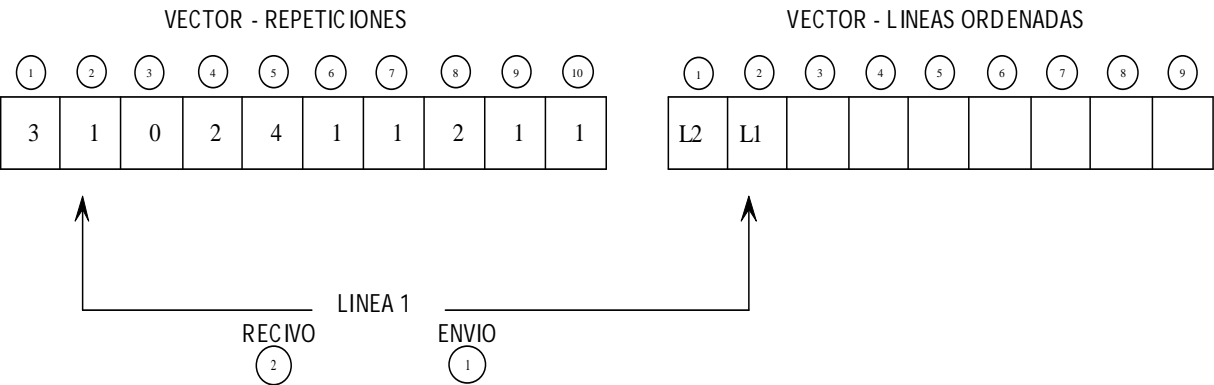 VECTOR - REPETICIONES
VECTOR - LINEAS ORDENADAS
1 2 3 4 5 6 7 8 9 10
1 2 3 4 5 6 7 8 9
3 1 0 2 4 1 1 2 1 1
L2 L1
LINEA 1
RECIVO ENVIO
2 1